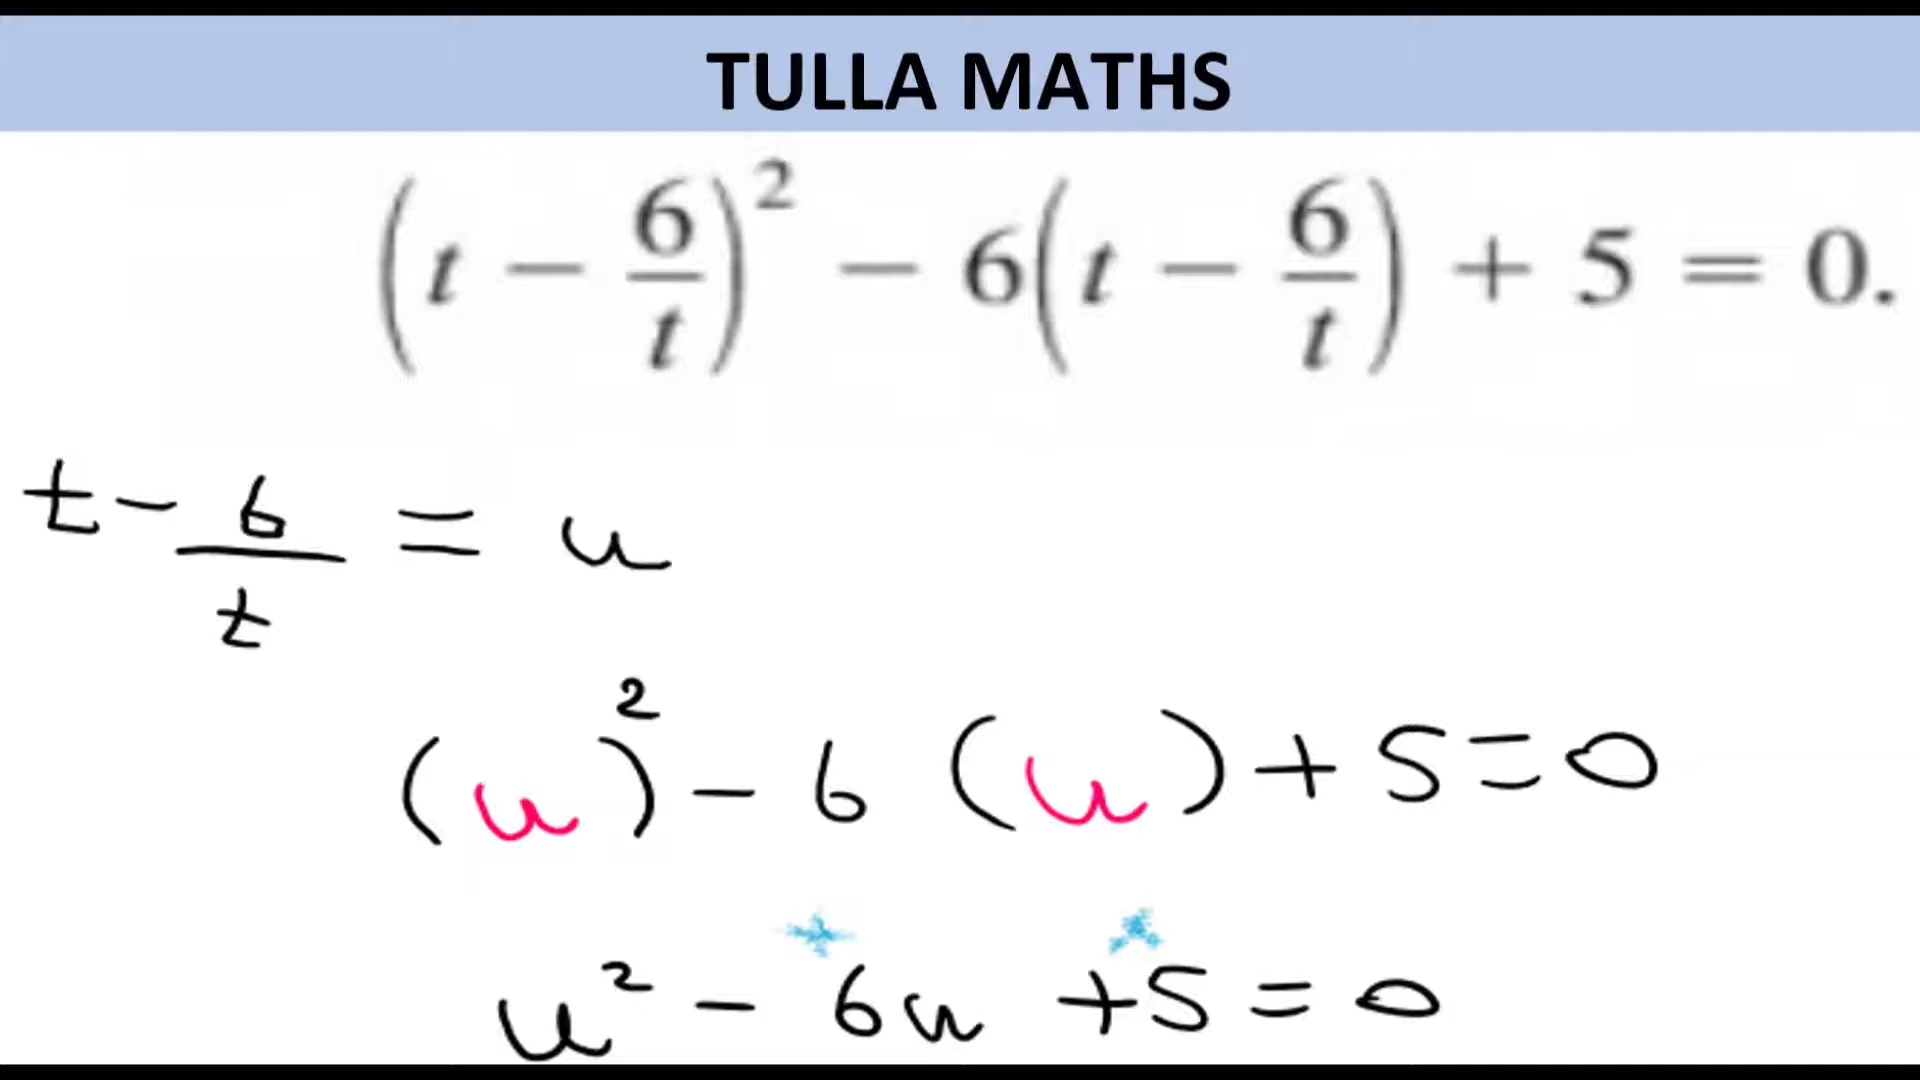 TULLA MATHS
(t − 6/t)² − 6(t − 6/t) + 5 = 0.
t − 6/t = u
(u)² − 6 (u) + 5 = 0
u² − 6u + 5 = 0